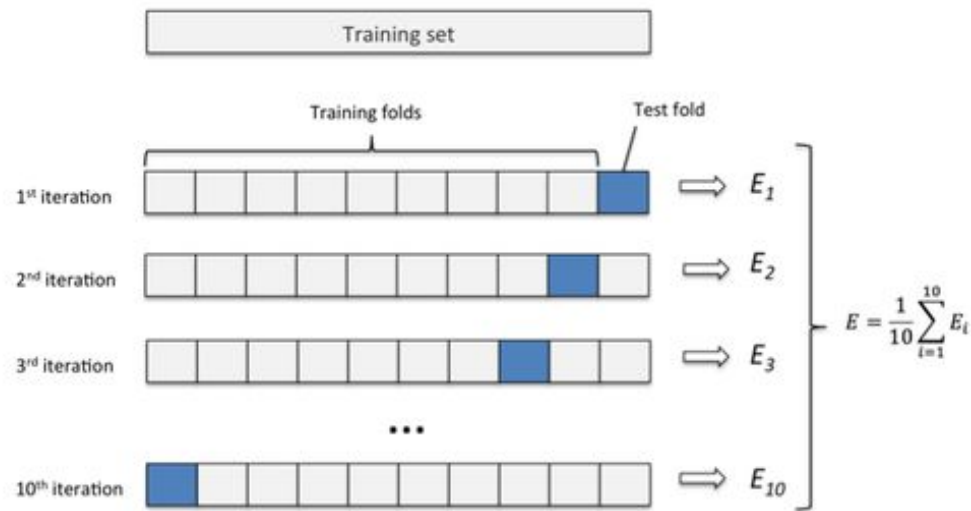 Training set
Training folds
Test fold
1st iteration
E1
2nd iteration
E2
3rd iteration
E3
...
10th iteration
E10
E = 1/10 ∑ i=1 10 Ei